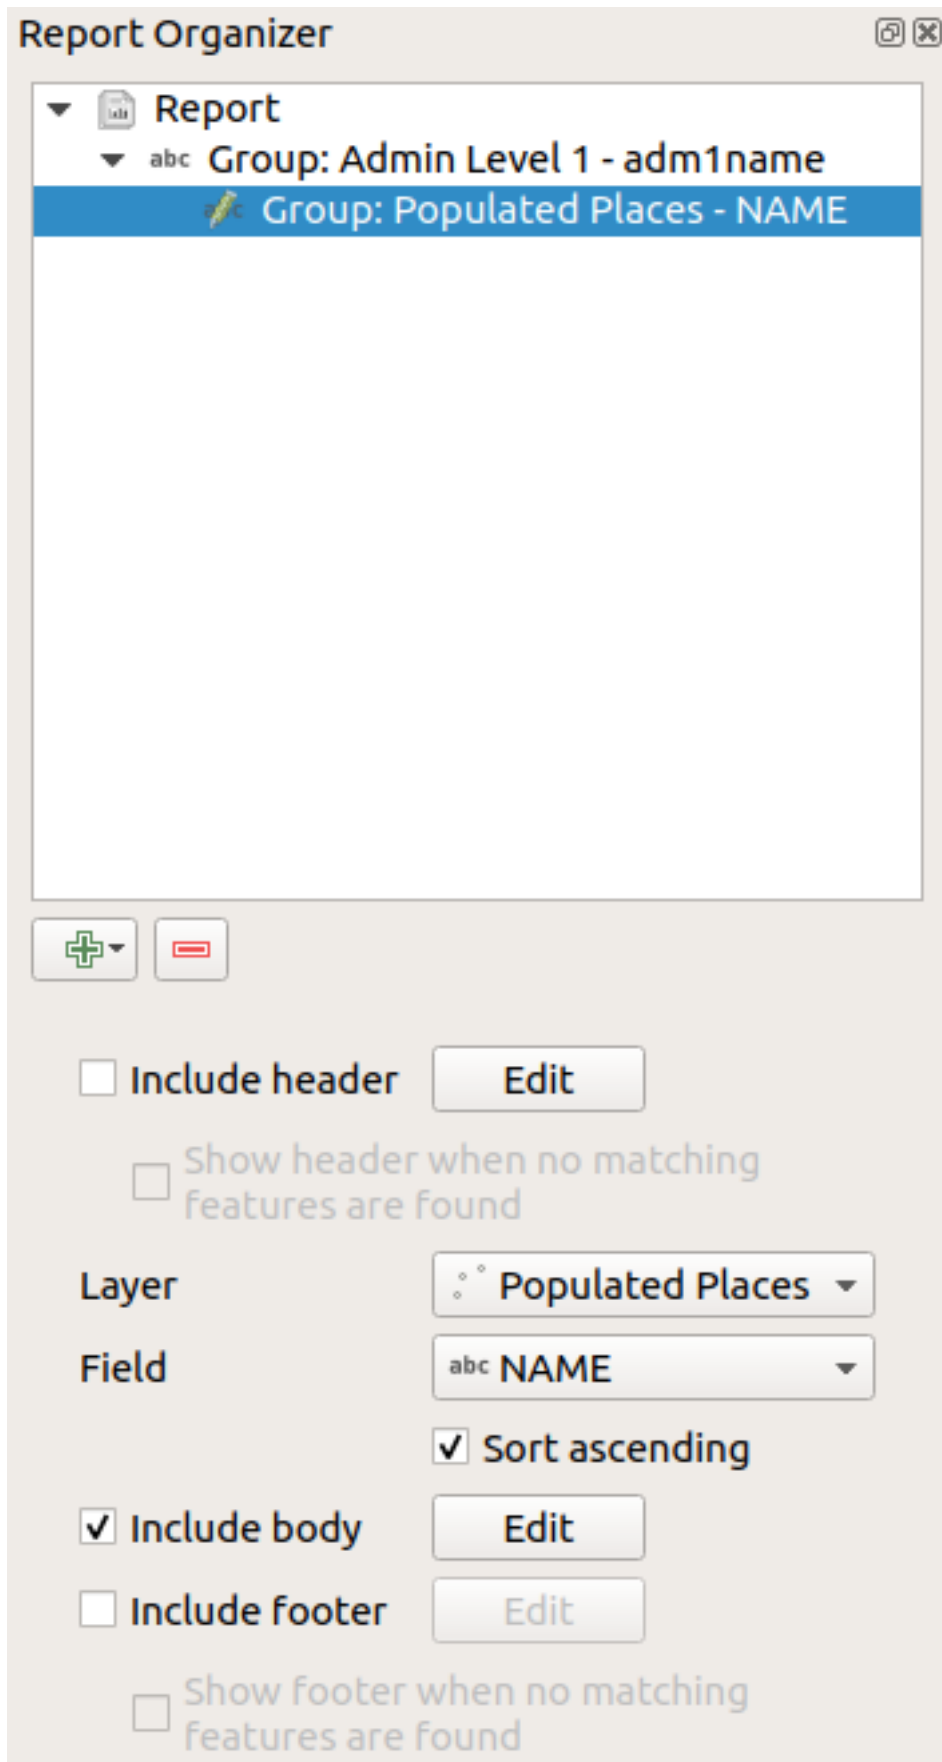 Report Organizer
Report
abc Group: Admin Level 1 - adm1name
Group: Populated Places - NAME
Include header Edit
Show header when no matching
features are found
Layer Populated Places
Field abc NAME
Sort ascending
Include body Edit
Include footer Edit
Show footer when no matching
features are found